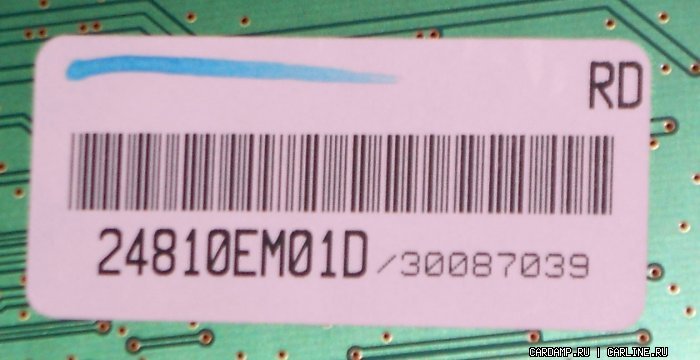 RD
24810EM01D/30087039
CARDAMP.RU | CARLINE.RU